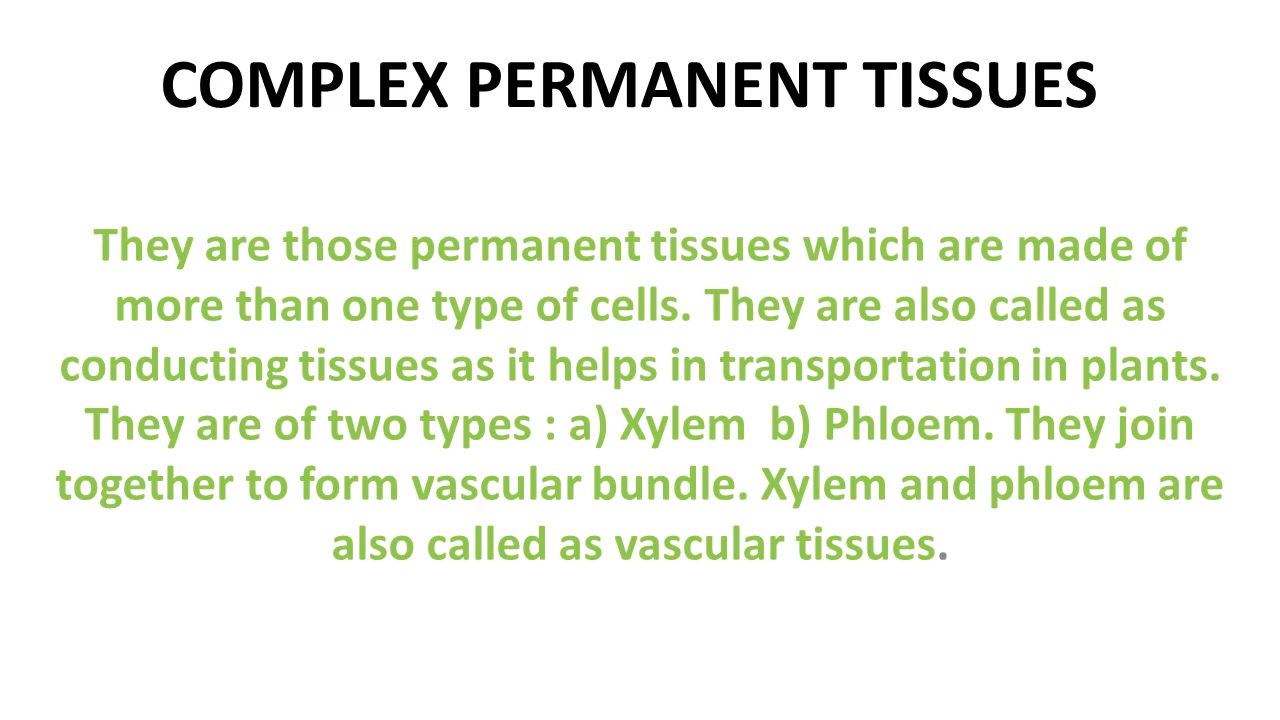 COMPLEX PERMANENT TISSUES
They are those permanent tissues which are made of
more than one type of cells. They are also called as
conducting tissues as it helps in transportation in plants.
They are of two types : a) Xylem  b) Phloem. They join
together to form vascular bundle. Xylem and phloem are
also called as vascular tissues.